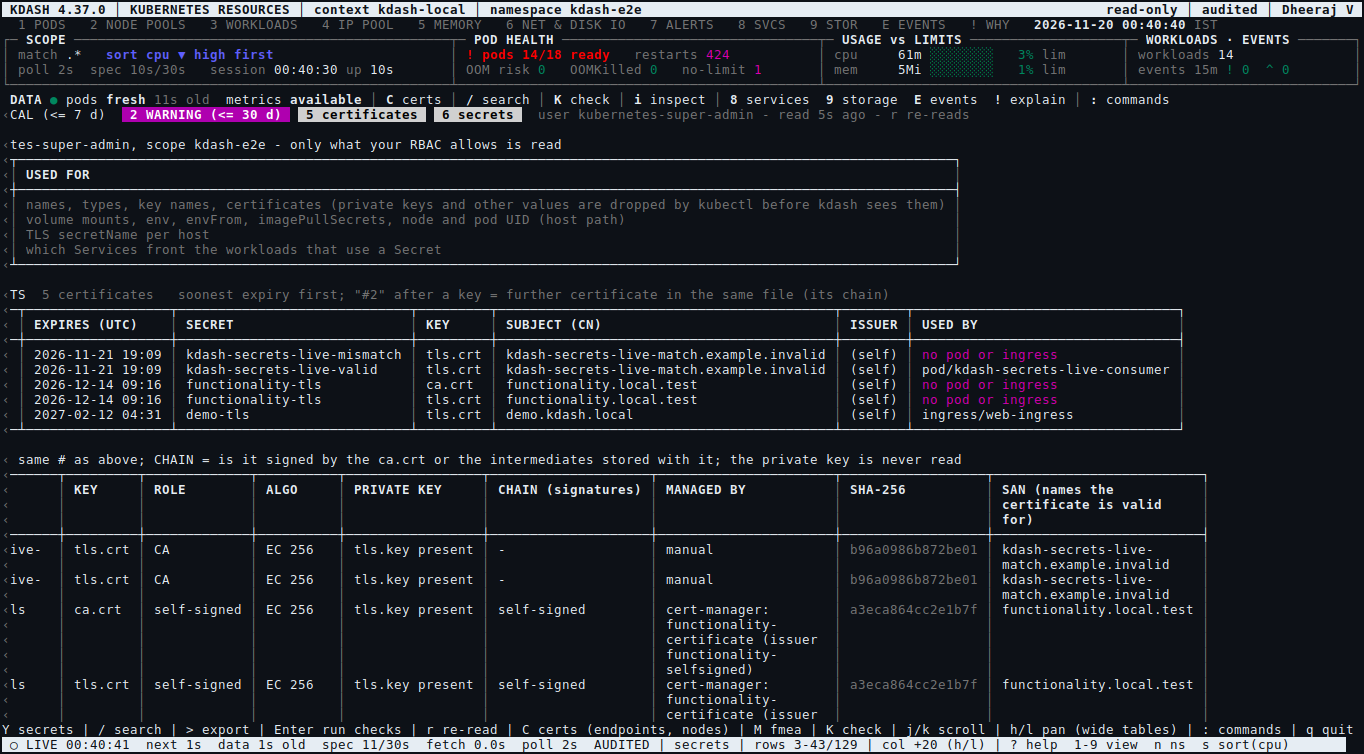 KDASH 4.37.0 │ KUBERNETES RESOURCES │ context kdash-local │ namespace kdash-e2e read-only │ audited │ Dheeraj V
1 PODS 2 NODE POOLS 3 WORKLOADS 4 IP POOL 5 MEMORY 6 NET & DISK IO 7 ALERTS 8 SVCS 9 STOR E EVENTS ! WHY 2026-11-20 00:40:40 IST
SCOPE POD HEALTH USAGE vs LIMITS WORKLOADS · EVENTS
match .* sort cpu ▼ high first ! pods 14/18 ready restarts 424 cpu 61m 3% lim workloads 14
poll 2s spec 10s/30s session 00:40:30 up 10s OOM risk 0 OOMKilled 0 no-limit 1 mem 5Mi 1% lim events 15m ! 0 ^ 0
DATA ● pods fresh 11s old metrics available │ C certs │ / search │ K check │ i inspect │ 8 services 9 storage E events ! explain │ : commands
‹CAL (<= 7 d) 2 WARNING (<= 30 d) 5 certificates 6 secrets user kubernetes-super-admin - read 5s ago - r re-reads
‹tes-super-admin, scope kdash-e2e - only what your RBAC allows is read
‹│ USED FOR
‹│ names, types, key names, certificates (private keys and other values are dropped by kubectl before kdash sees them) │
‹│ volume mounts, env, envFrom, imagePullSecrets, node and pod UID (host path)
‹│ TLS secretName per host
‹│ which Services front the workloads that use a Secret
‹TS 5 certificates soonest expiry first; "#2" after a key = further certificate in the same file (its chain)
‹ │ EXPIRES (UTC) │ SECRET │ KEY │ SUBJECT (CN) │ ISSUER │ USED BY
‹ │ 2026-11-21 19:09 │ kdash-secrets-live-mismatch │ tls.crt │ kdash-secrets-live-match.example.invalid │ (self) │ no pod or ingress
‹ │ 2026-11-21 19:09 │ kdash-secrets-live-valid │ tls.crt │ kdash-secrets-live-match.example.invalid │ (self) │ pod/kdash-secrets-live-consumer
‹ │ 2026-12-14 09:16 │ functionality-tls │ ca.crt │ functionality.local.test │ (self) │ no pod or ingress
‹ │ 2026-12-14 09:16 │ functionality-tls │ tls.crt │ functionality.local.test │ (self) │ no pod or ingress
‹ │ 2027-02-12 04:31 │ demo-tls │ tls.crt │ demo.kdash.local │ (self) │ ingress/web-ingress
‹ same # as above; CHAIN = is it signed by the ca.crt or the intermediates stored with it; the private key is never read
‹ │ KEY │ ROLE │ ALGO │ PRIVATE KEY │ CHAIN (signatures) │ MANAGED BY │ SHA-256 │ SAN (names the
‹ certificate is valid
‹ for)
‹ive- │ tls.crt │ CA │ EC 256 │ tls.key present │ - │ manual │ b96a0986b872be01 │ kdash-secrets-live-
‹ match.example.invalid
‹ive- │ tls.crt │ CA │ EC 256 │ tls.key present │ - │ manual │ b96a0986b872be01 │ kdash-secrets-live-
‹ match.example.invalid
‹ls │ ca.crt │ self-signed │ EC 256 │ tls.key present │ self-signed │ cert-manager: │ a3eca864cc2e1b7f │ functionality.local.test
‹ functionality-
‹ certificate (issuer
‹ functionality-
‹ selfsigned)
‹ls │ tls.crt │ self-signed │ EC 256 │ tls.key present │ self-signed │ cert-manager: │ a3eca864cc2e1b7f │ functionality.local.test
‹ functionality-
‹ certificate (issuer
Y secrets | / search | > export | Enter run checks | r re-read | C certs (endpoints, nodes) | M fmea | K check | j/k scroll | h/l pan (wide tables) | : commands | q quit
○ LIVE 00:40:41 next 1s data 1s old spec 11/30s fetch 0.0s poll 2s AUDITED | secrets | rows 3-43/129 | col +20 (h/l) | ? help 1-9 view n ns s sort(cpu)